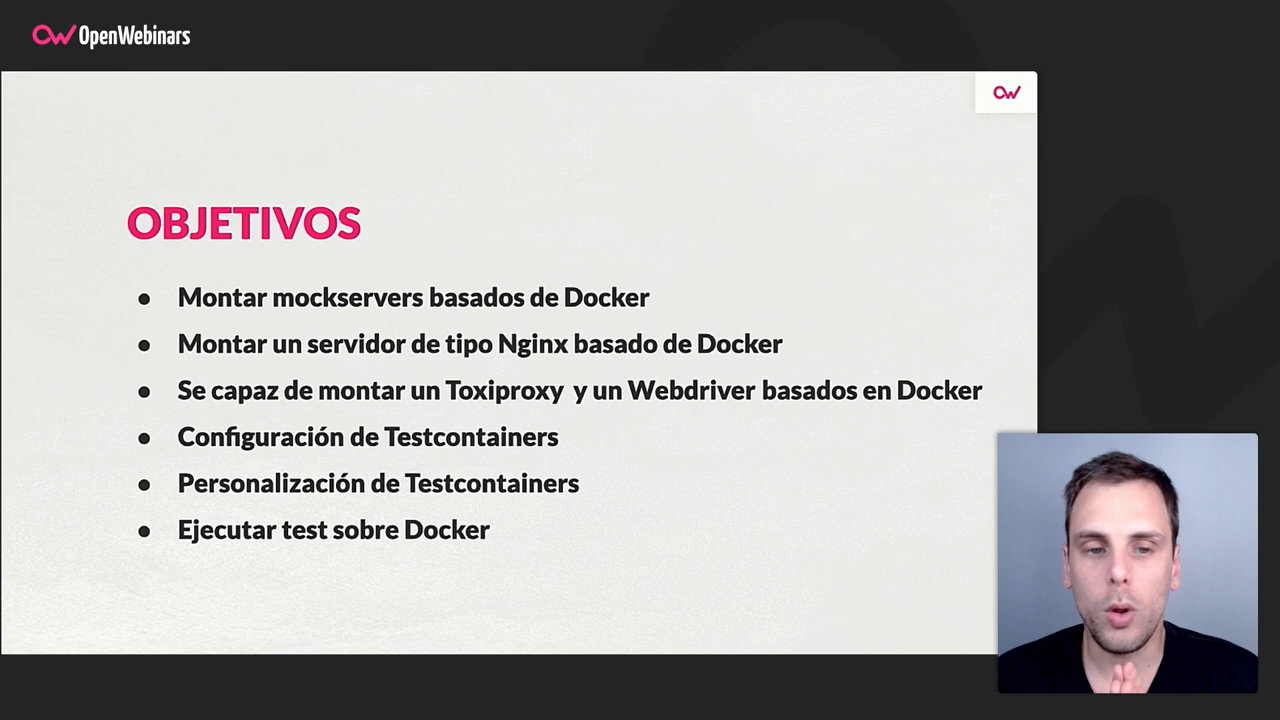 OpenWebinars
OBJETIVOS
● Montar mockservers basados de Docker
● Montar un servidor de tipo Nginx basado de Docker
● Se capaz de montar un Toxiproxy y un Webdriver basados en Docker
● Configuración de Testcontainers
● Personalización de Testcontainers
● Ejecutar test sobre Docker